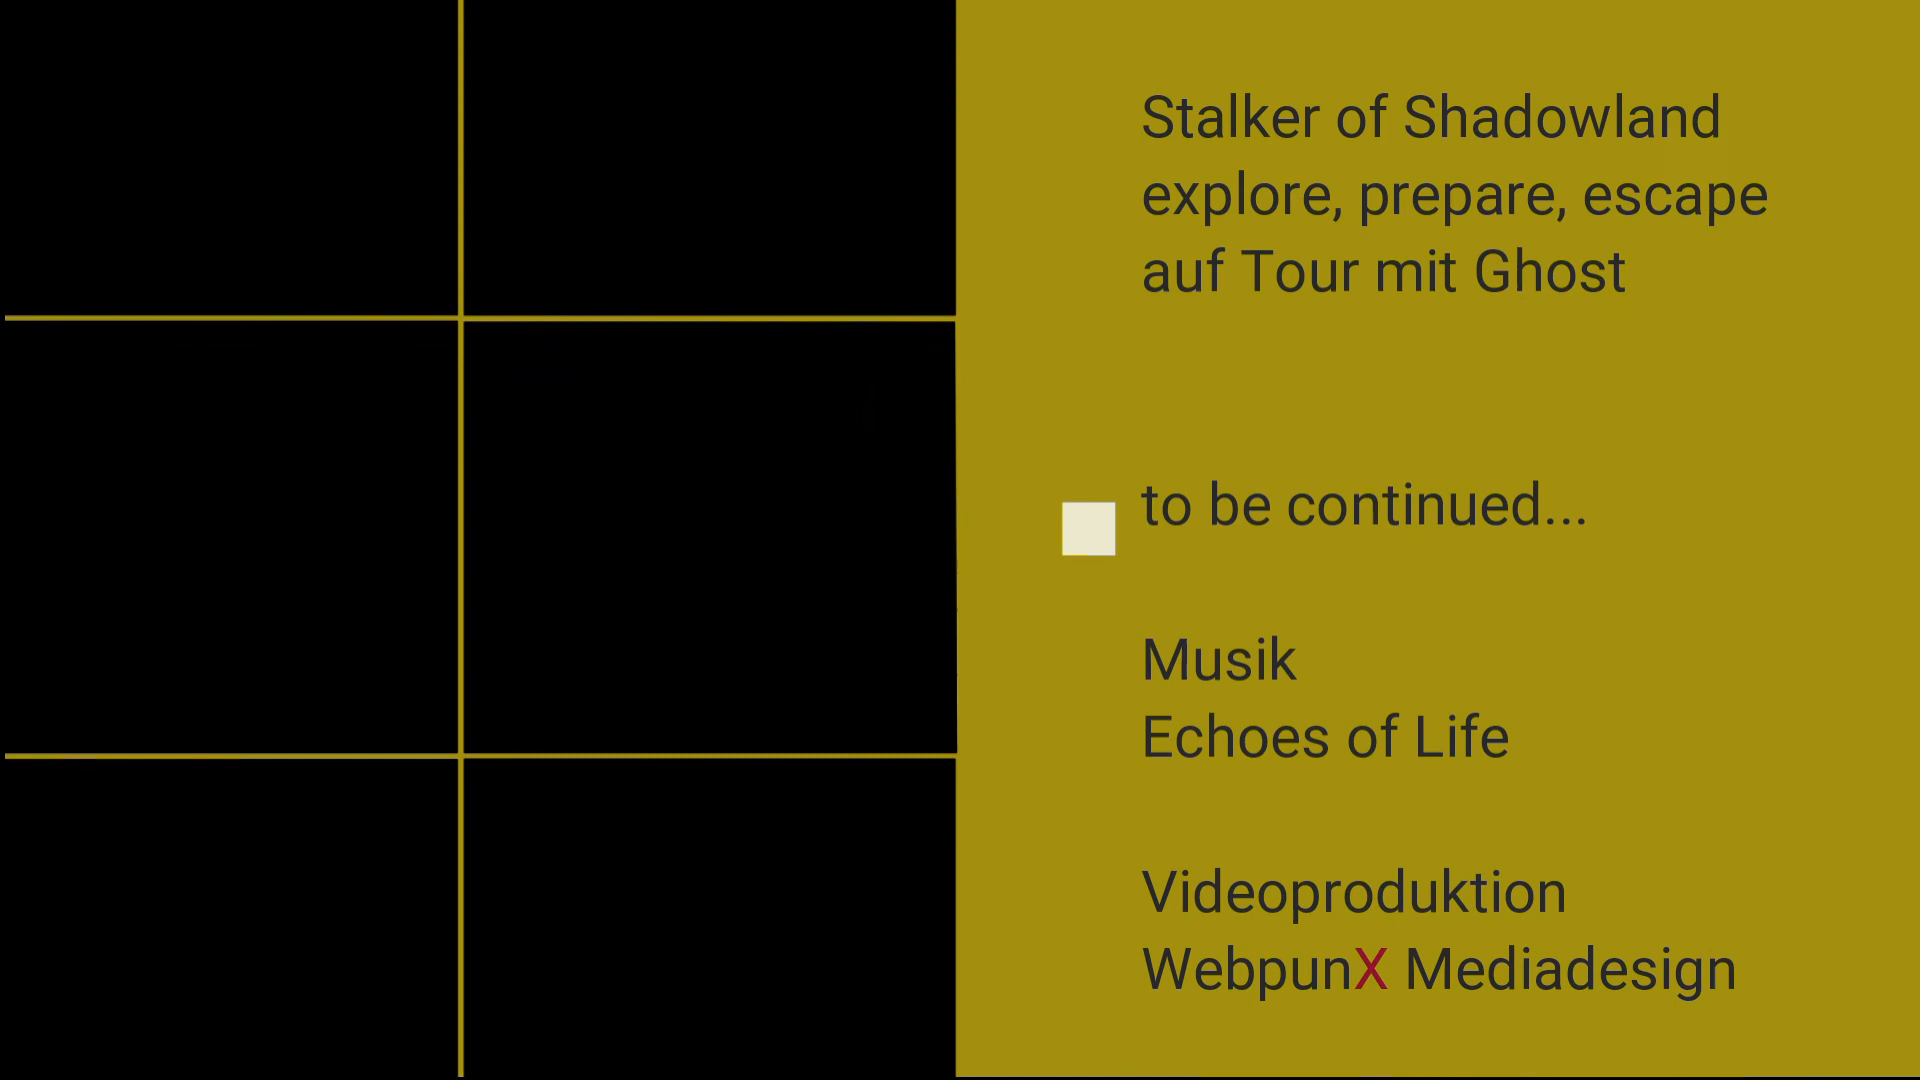 Stalker of Shadowland
explore, prepare, escape
auf Tour mit Ghost
to be continued...
Musik
Echoes of Life
Videoproduktion
WebpunX Mediadesign